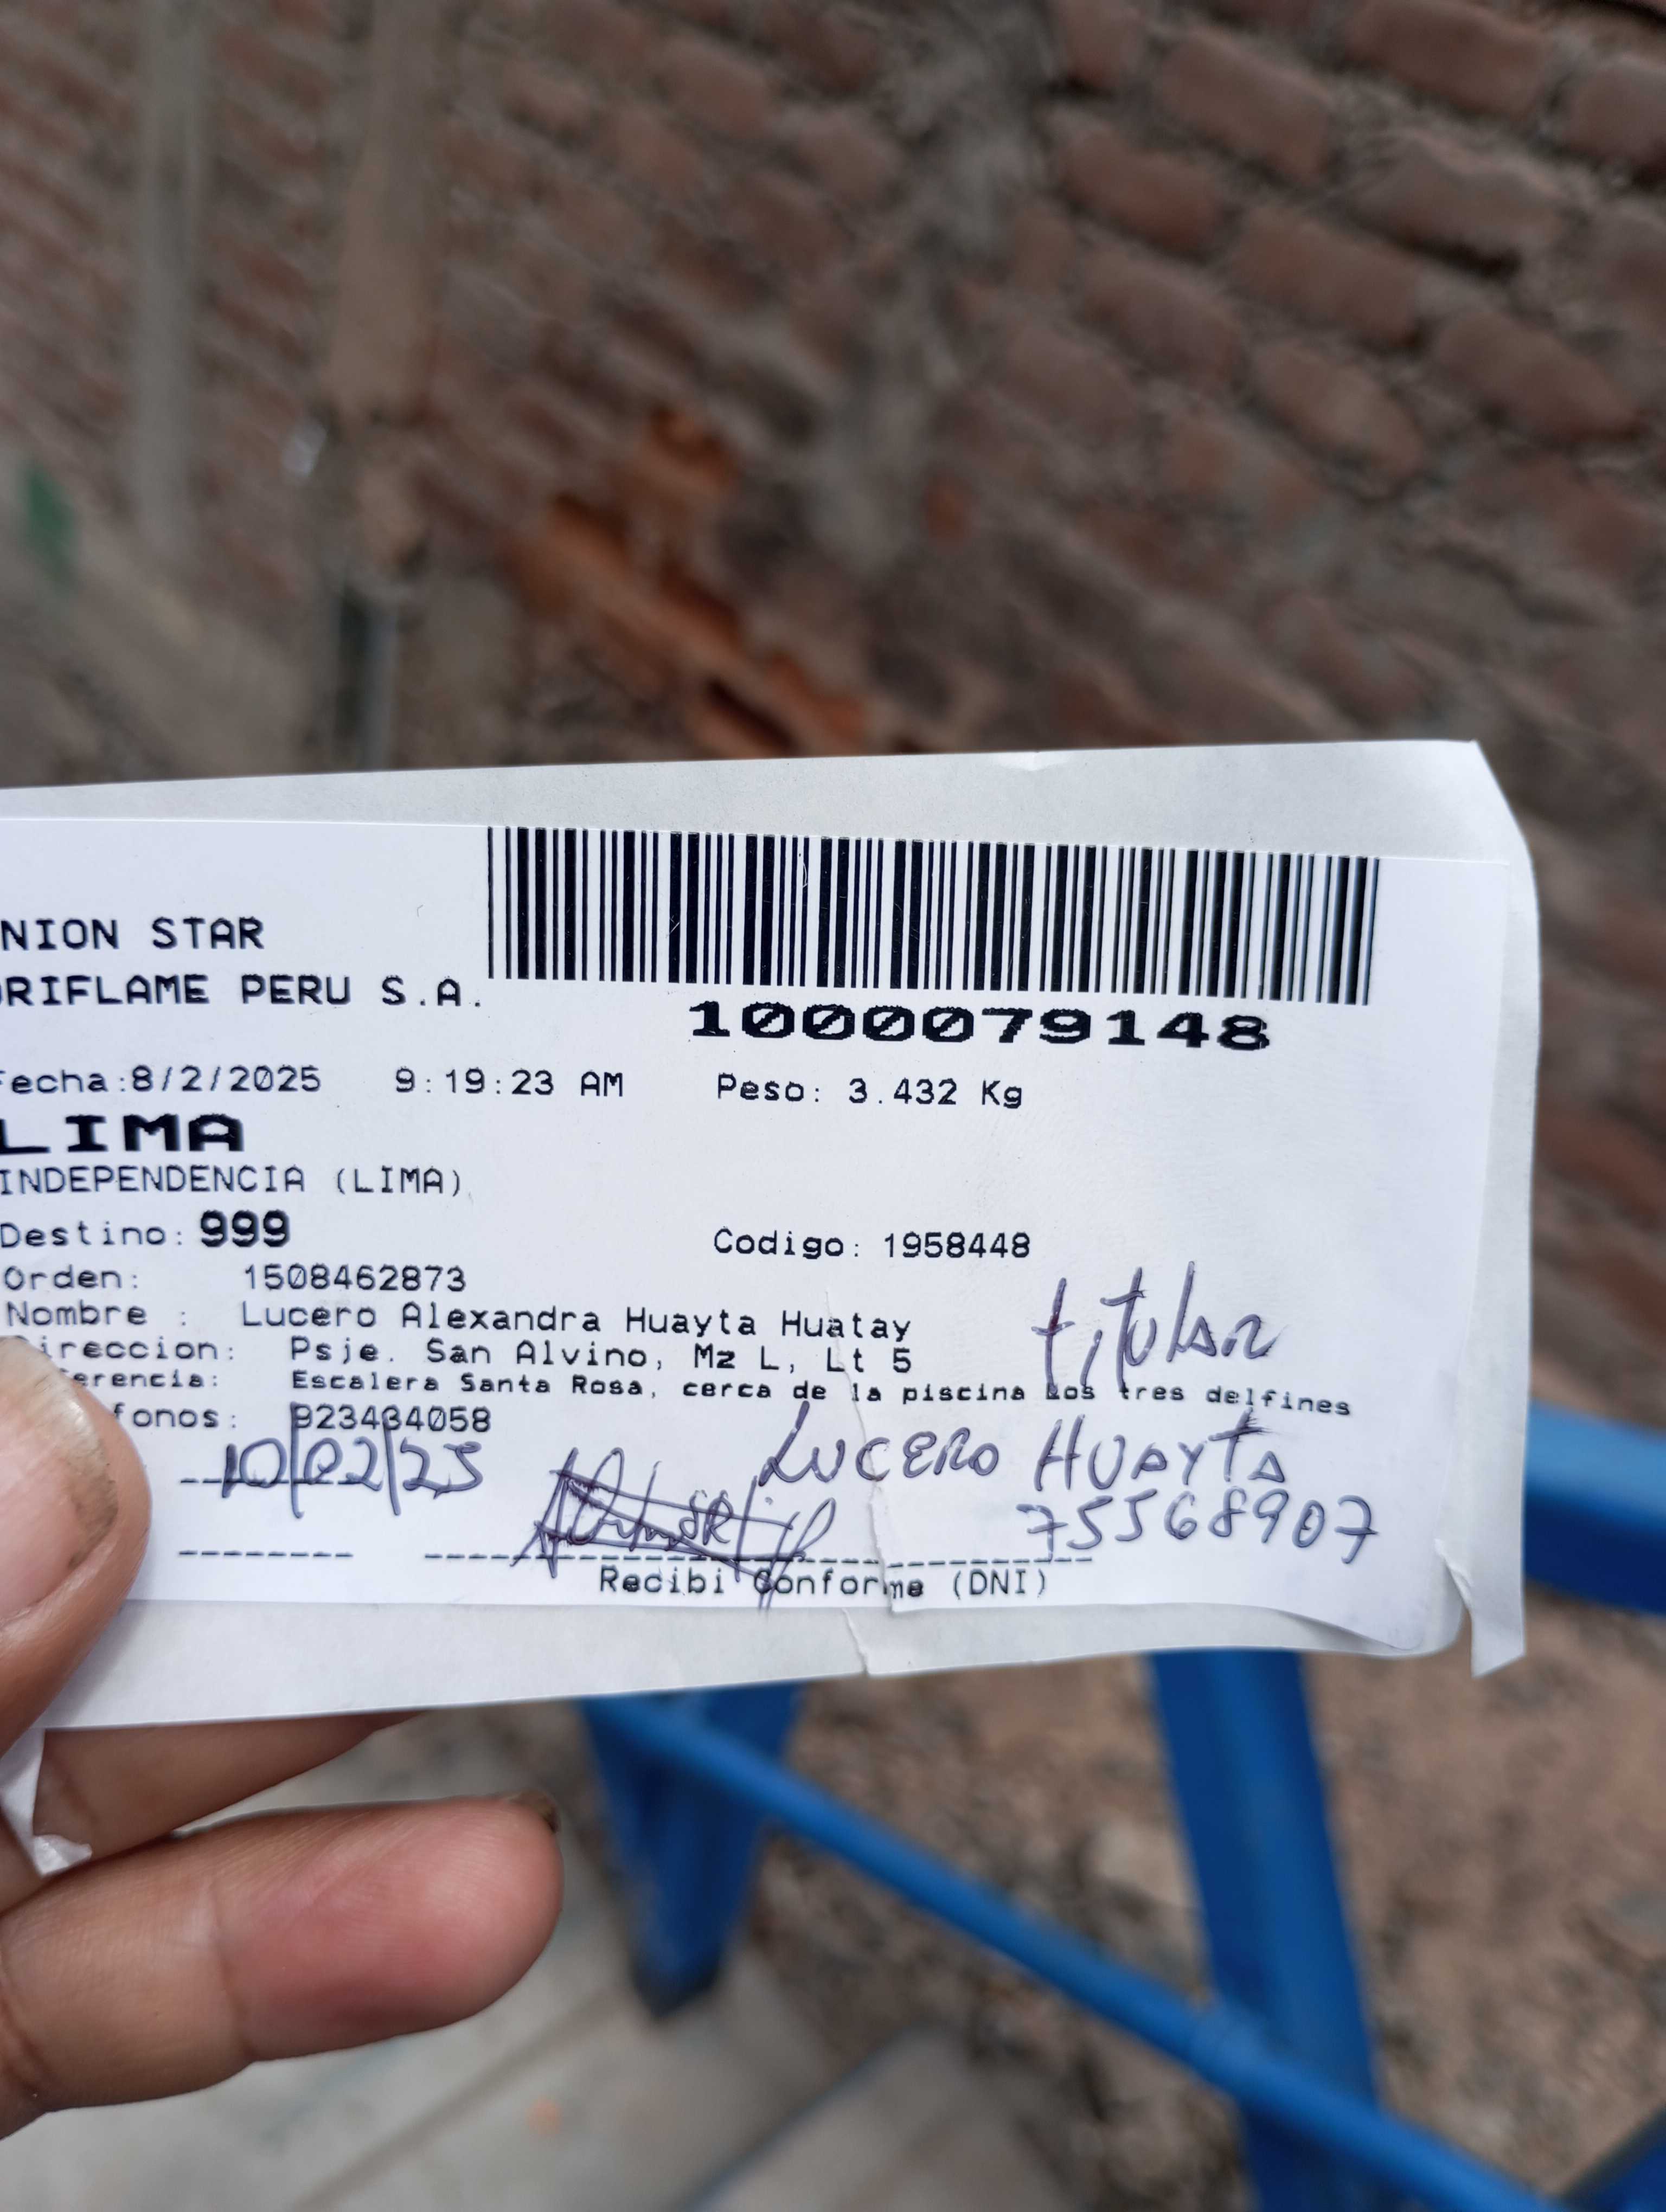 NION STAR
RIFLAME PERU S.A.
1000079148
Fecha:8/2/2025 9:19:23 AM Peso: 3.432 Kg
LIMA
INDEPENDENCIA (LIMA)
Destino: 999 Codigo: 1958448
Orden: 1508462873
Nombre : Lucero Alexandra Huayta Huatay
titular
ireccion: Psje. San Alvino, Mz L, Lt 5
erencia: Escalera Santa Rosa, cerca de la piscina Los tres delfines
fonos: 923434058
10/02/25 LUCERO HUAYTA
75568907
Recibi Conforme (DNI)